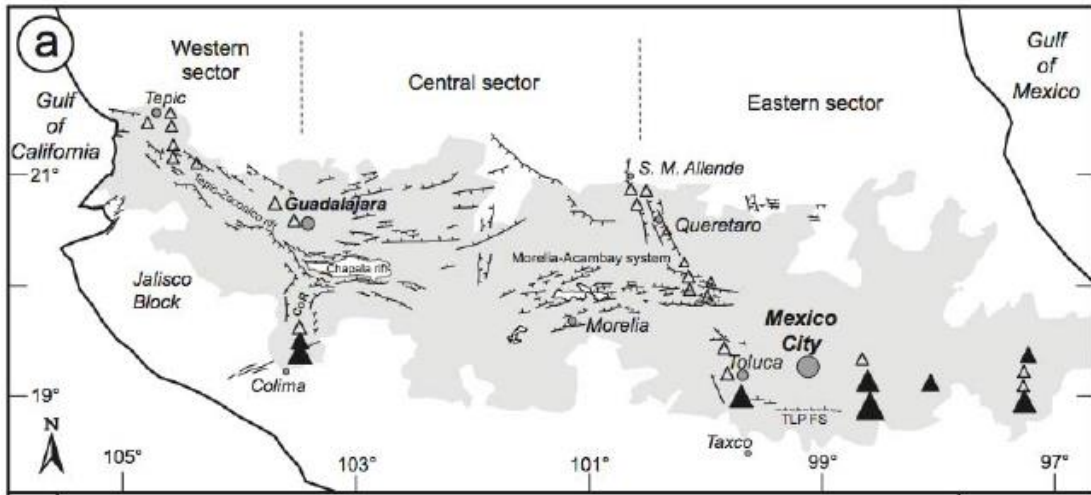 a
Western
sector
Central sector
Eastern sector
Gulf
of
Mexico
Gulf
of
California
Tepic
21°
S. M. Allende
Tepic-Zacoalco rift
Guadalajara
Queretaro
Chapala rift
Morelia-Acambay system
Jalisco
Block
CoR
Morelia
Mexico
City
Toluca
Colima
19°
TLPFS
Taxco
N
105°
103°
101°
99°
97°